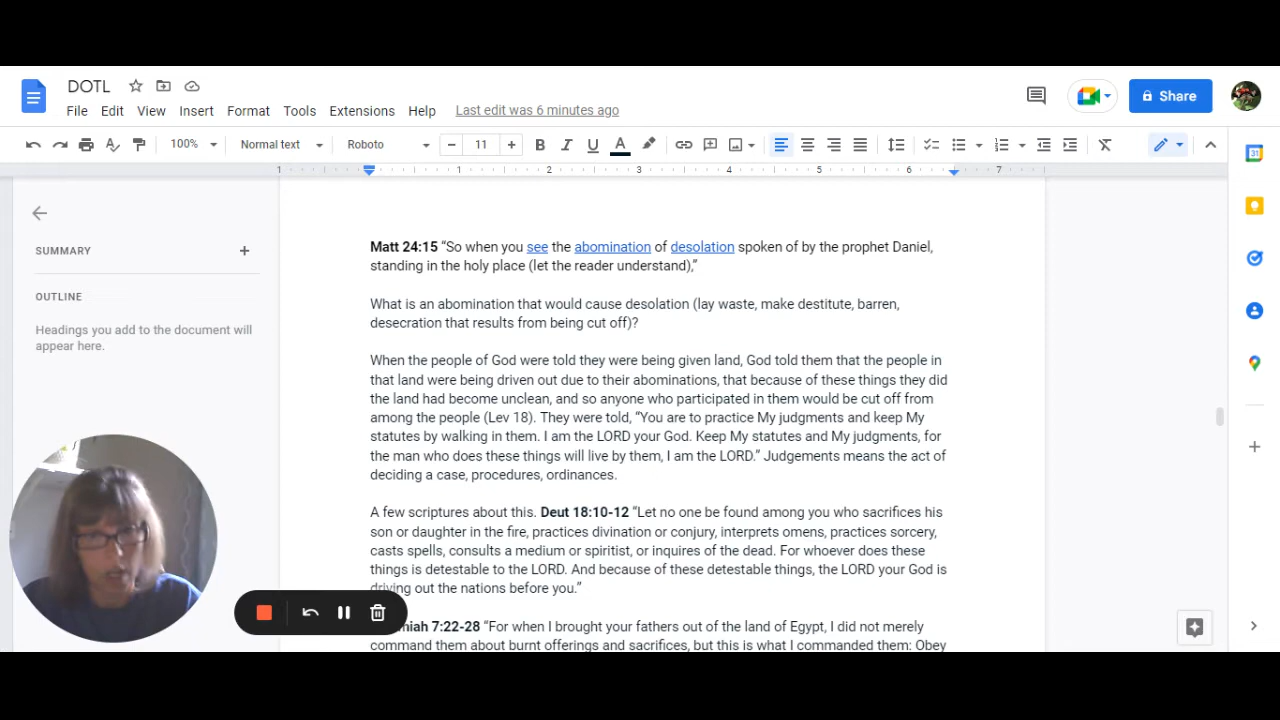 DOTL
File Edit View Insert Format Tools Extensions Help Last edit was 6 minutes ago
Share
100% Normal text Roboto 11
1 1 2 3 4 5 6 7
31
SUMMARY
OUTLINE
Headings you add to the document will
appear here.
Matt 24:15 “So when you see the abomination of desolation spoken of by the prophet Daniel,
standing in the holy place (let the reader understand),”
What is an abomination that would cause desolation (lay waste, make destitute, barren,
desecration that results from being cut off)?
When the people of God were told they were being given land, God told them that the people in
that land were being driven out due to their abominations, that because of these things they did
the land had become unclean, and so anyone who participated in them would be cut off from
among the people (Lev 18). They were told, “You are to practice My judgments and keep My
statutes by walking in them. I am the LORD your God. Keep My statutes and My judgments, for
the man who does these things will live by them, I am the LORD.” Judgements means the act of
deciding a case, procedures, ordinances.
A few scriptures about this. Deut 18:10-12 “Let no one be found among you who sacrifices his
son or daughter in the fire, practices divination or conjury, interprets omens, practices sorcery,
casts spells, consults a medium or spiritist, or inquires of the dead. For whoever does these
things is detestable to the LORD. And because of these detestable things, the LORD your God is
driving out the nations before you.”
miah 7:22-28 “For when I brought your fathers out of the land of Egypt, I did not merely
command them about burnt offerings and sacrifices, but this is what I commanded them: Obey